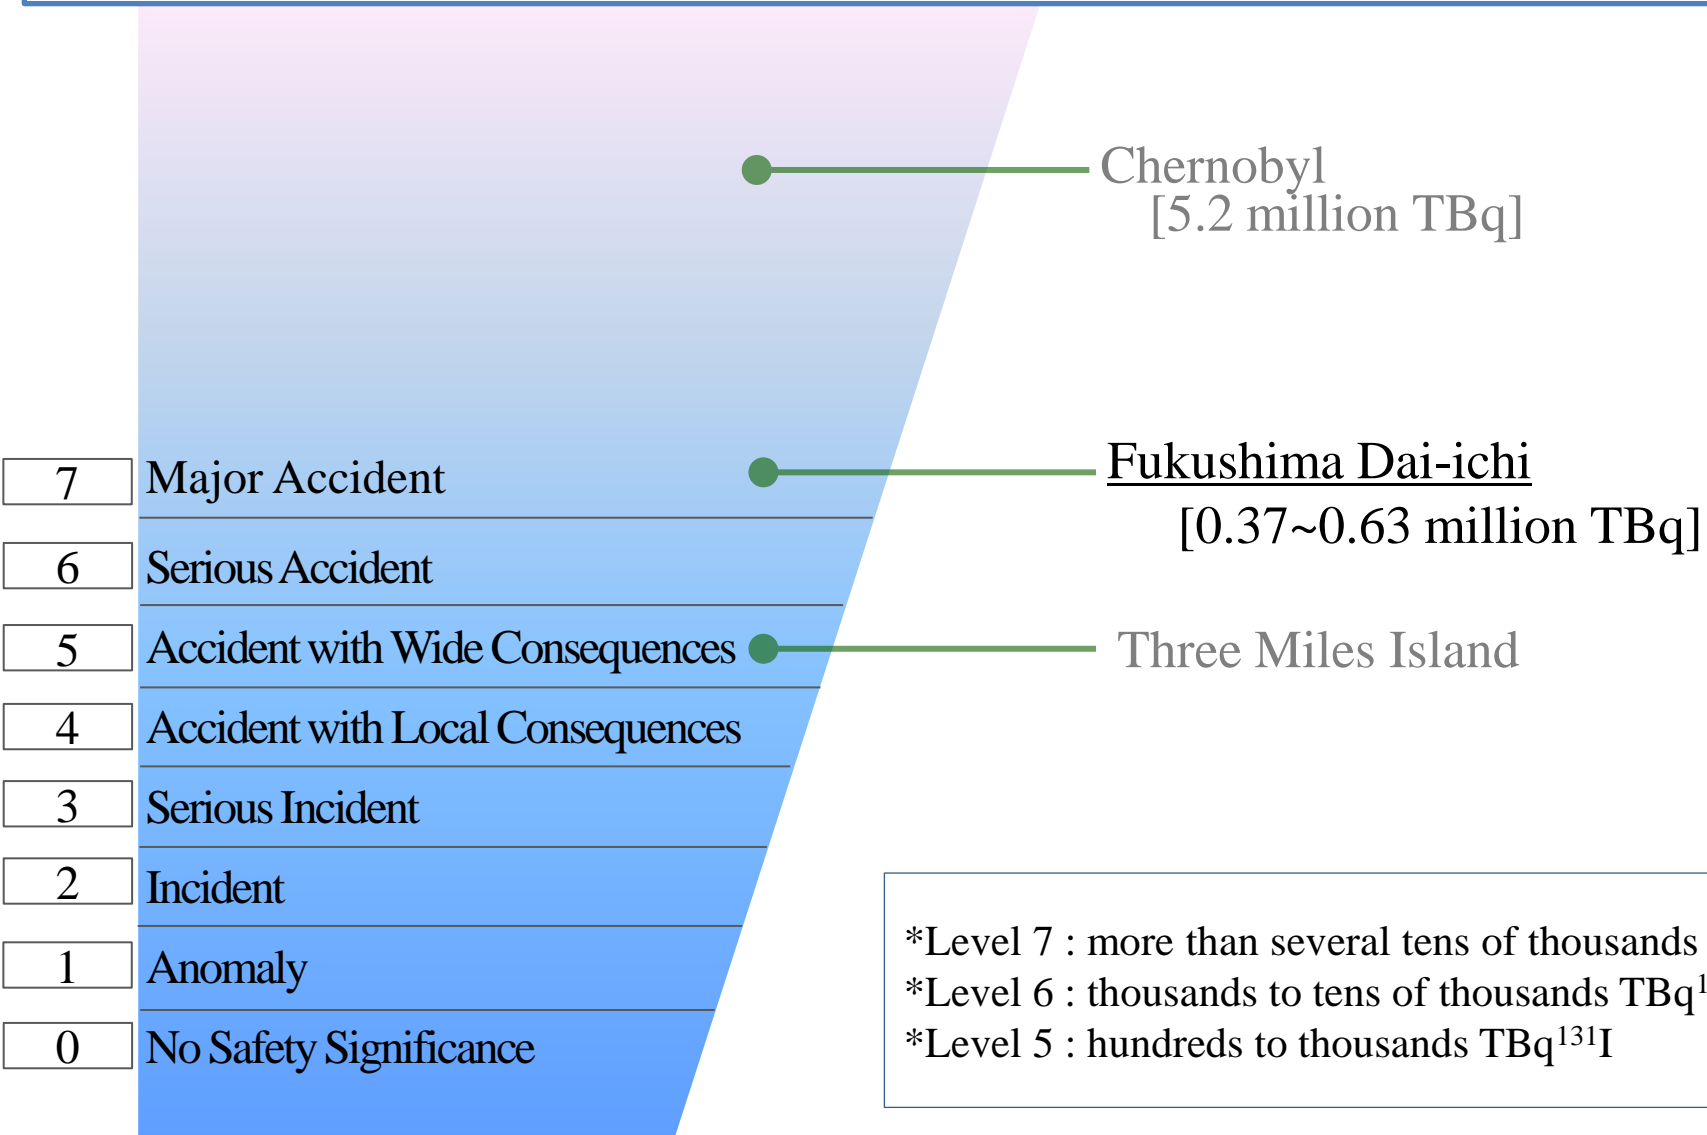 Chernobyl
[5.2 million TBq]
7 Major Accident
Fukushima Dai-ichi
[0.37~0.63 million TBq]
6 Serious Accident
5 Accident with Wide Consequences
Three Miles Island
4 Accident with Local Consequences
3 Serious Incident
2 Incident
1 Anomaly
0 No Safety Significance
*Level 7 : more than several tens of thousands
*Level 6 : thousands to tens of thousands TBq¹
*Level 5 : hundreds to thousands TBq¹³¹I